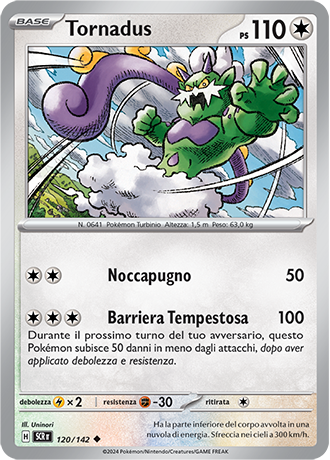 BASE Tornadus PS 110
N. 0641 Pokémon Turbinio Altezza: 1,5 m Peso: 63,0 kg
Noccapugno 50
Barriera Tempestosa 100
Durante il prossimo turno del tuo avversario, questo
Pokémon subisce 50 danni in meno dagli attacchi, dopo aver
applicato debolezza e resistenza.
debolezza ×2 resistenza -30 ritirata
Illus. Uninori
Ha la parte inferiore del corpo avvolta in una
nuvola di energia. Sfreccia nei cieli a 300 km/h.
H SCR IT 120/142
©2024 Pokémon/Nintendo/Creatures/GAME FREAK